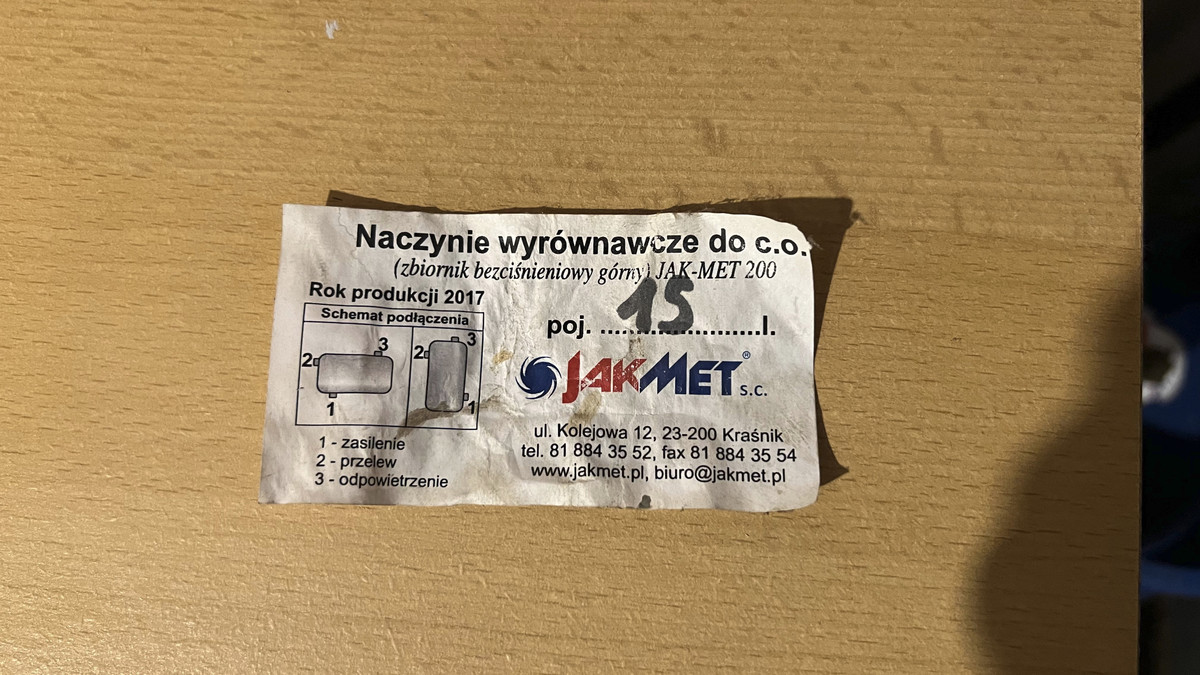 Naczynie wyrównawcze do c.o.
(zbiornik bezciśnieniowy górny) JAK-MET 200
Rok produkcji 2017
Schemat podłączenia
2 3 1
2 3 1
1 - zasilenie
2 - przelew
3 - odpowietrzenie
poj. ...15...................l.
JAKMET® s.c.
ul. Kolejowa 12, 23-200 Kraśnik
tel. 81 884 35 52, fax 81 884 35 54
www.jakmet.pl, biuro@jakmet.pl